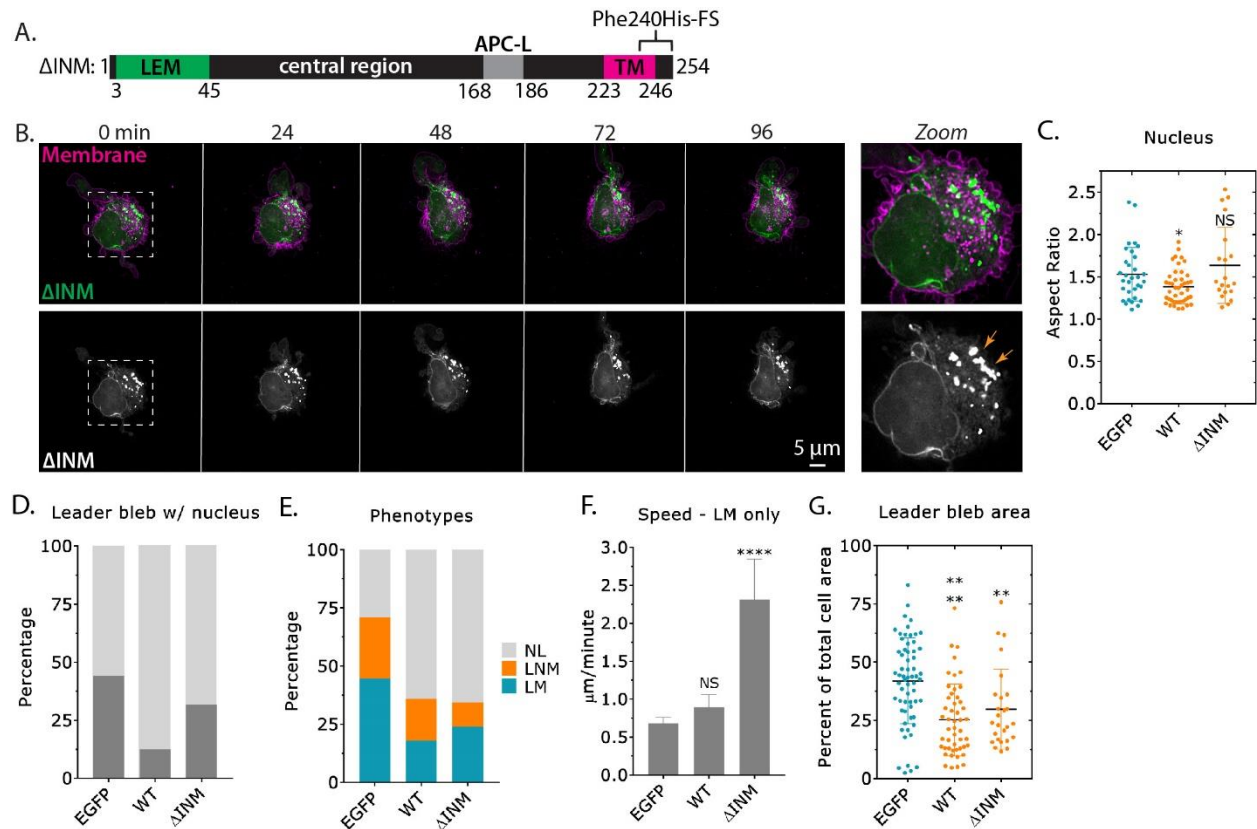 A.
Phe240His-FS
APC-L
ΔINM: 1 LEM central region TM 254
3 45 168 186 223 246
B. 0 min 24 48 72 96 Zoom
Membrane
ΔINM
ΔINM
5 μm
C. Nucleus
Aspect Ratio
2.5
2.0
1.5
1.0
0.5
0.0
* NS
EGFP WT ΔINM
D. Leader bleb w/ nucleus
Percentage
100
75
50
25
0
EGFP WT ΔINM
E. Phenotypes
Percentage
100
75
50
25
0
NL
LNM
LM
EGFP WT ΔINM
F. Speed - LM only
μm/minute
3.0
2.5
2.0
1.5
1.0
0.5
0.0
NS ****
EGFP WT ΔINM
G. Leader bleb area
Percent of total cell area
100
75
50
25
0
**
** **
EGFP WT ΔINM